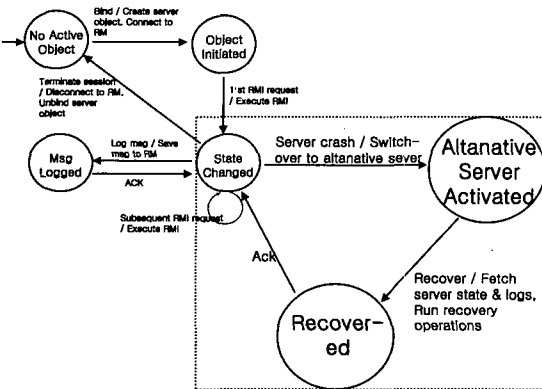 Bind / Create server
object. Connect to
RM
No Active
Object
Object
Initiated
Terminate session
/ Disconnect to RM.
Unbind server
object
1'st RMI request
/ Execute RMI
Log msg / Save
msg to RM
Msg
Logged
ACK
State
Changed
Server crash / Switch-
over to altanative sever
Altanative
Server
Activated
Subsequent RMI request
/ Execute RMI
Ack
Recover / Fetch
server state & logs,
Run recovery
operations
Recover-
ed